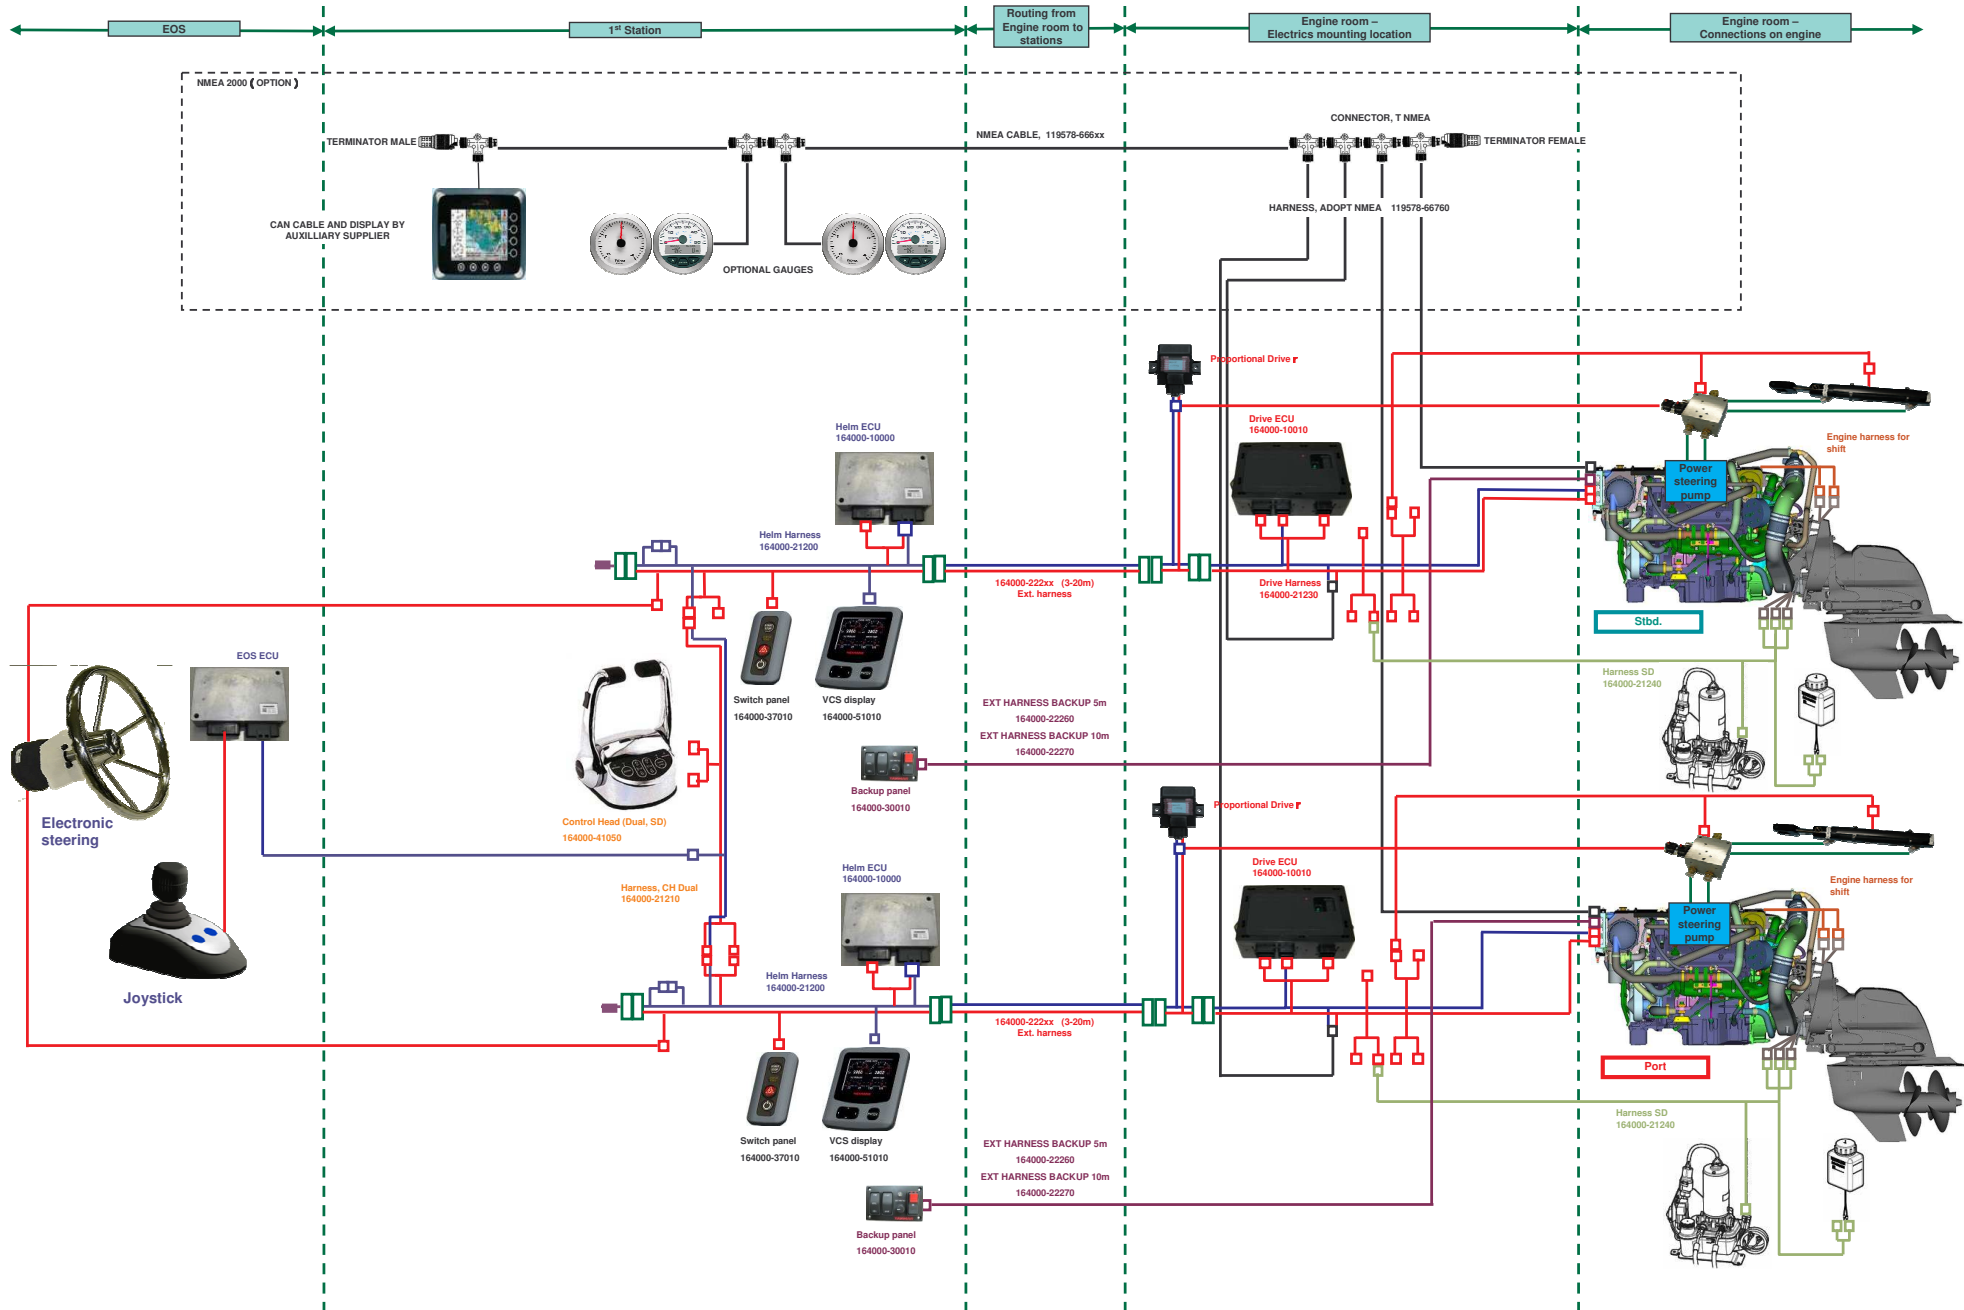 EOS
1st Station
Routing from
Engine room to
stations
Engine room –
Electrics mounting location
Engine room –
Connections on engine
NMEA 2000 ( OPTION )
TERMINATOR MALE
NMEA CABLE, 119578-666xx
CONNECTOR, T NMEA
TERMINATOR FEMALE
HARNESS, ADOPT NMEA 119578-66760
CAN CABLE AND DISPLAY BY
AUXILLIARY SUPPLIER
OPTIONAL GAUGES
Proportional Drive r
Drive ECU
164000-10010
Helm ECU
164000-10000
Engine harness for
shift
Power
steering
pump
Helm Harness
164000-21200
164000-222xx (3-20m)
Ext. harness
Drive Harness
164000-21230
Stbd.
EOS ECU
Harness SD
164000-21240
Switch panel
164000-37010
VCS display
164000-51010
EXT HARNESS BACKUP 5m
164000-22260
EXT HARNESS BACKUP 10m
164000-22270
Backup panel
164000-30010
Electronic
steering
Control Head (Dual, SD)
164000-41050
Proportional Drive r
Drive ECU
164000-10010
Helm ECU
164000-10000
Harness, CH Dual
164000-21210
Engine harness for
shift
Power
steering
pump
Joystick
Helm Harness
164000-21200
164000-222xx (3-20m)
Ext. harness
Port
Harness SD
164000-21240
Switch panel
164000-37010
VCS display
164000-51010
EXT HARNESS BACKUP 5m
164000-22260
EXT HARNESS BACKUP 10m
164000-22270
Backup panel
164000-30010